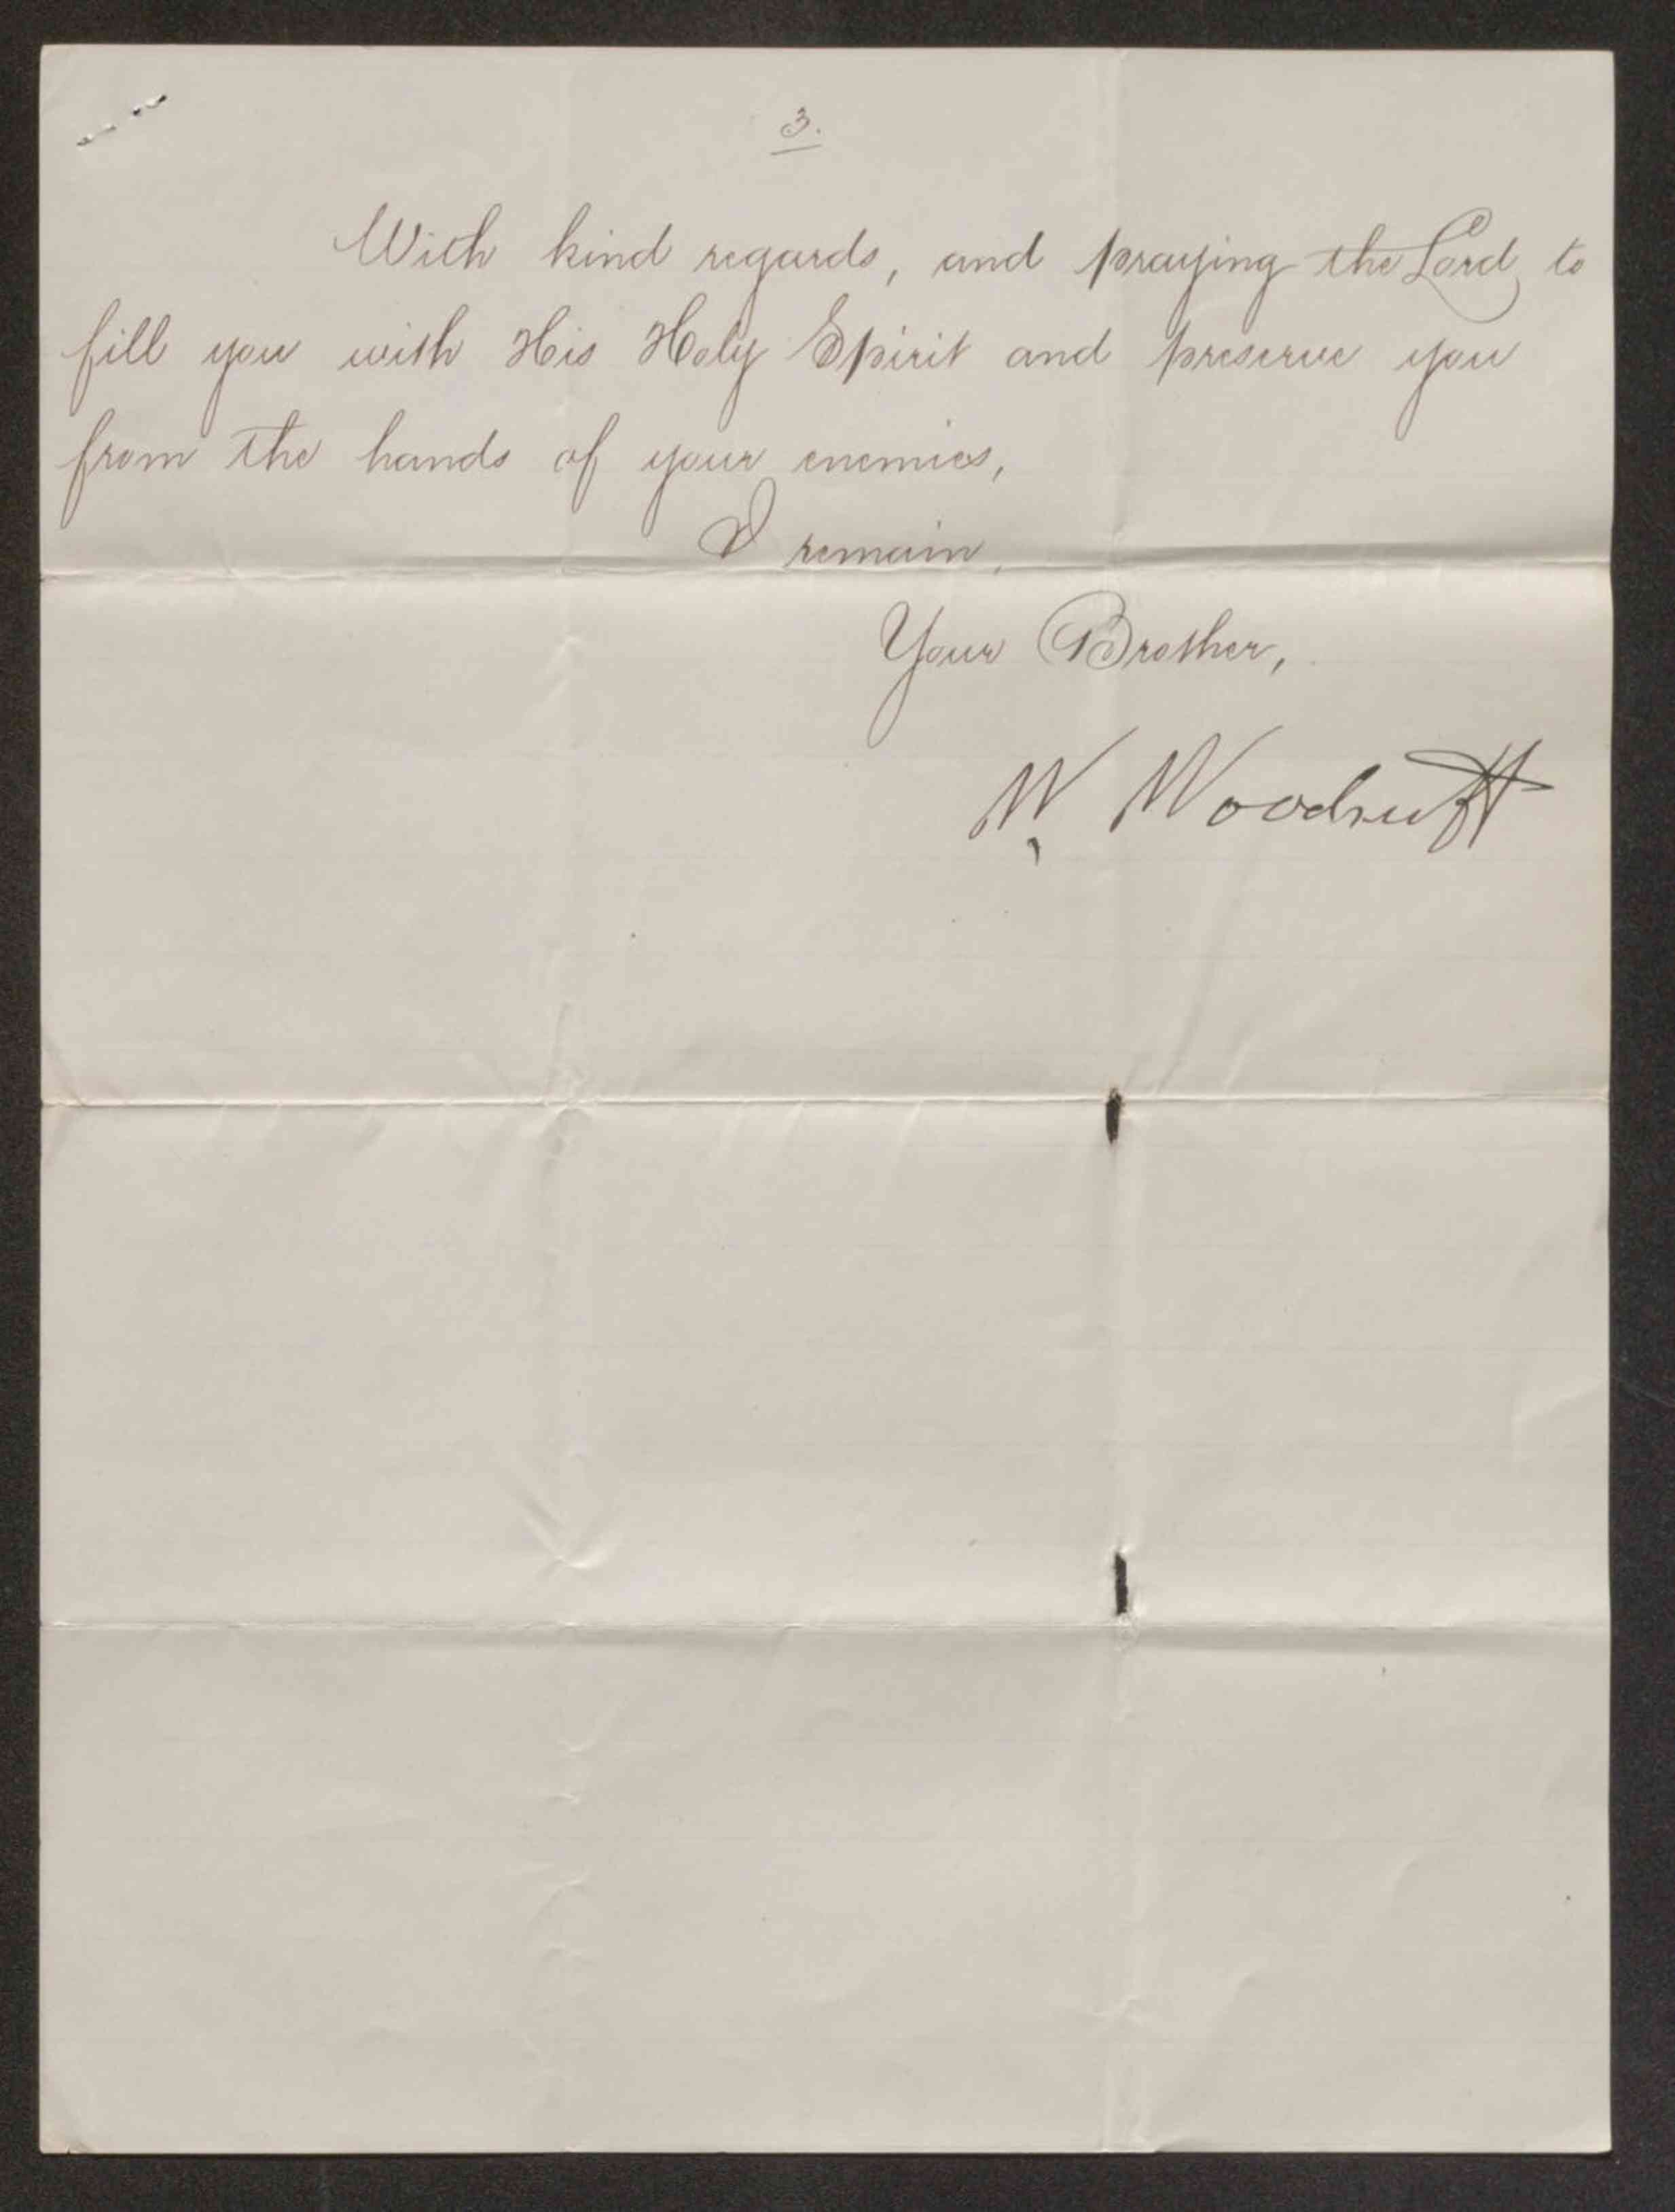 3.
With kind regards, and praying the Lord to
fill you with His Holy Spirit and preserve you
from the hands of your enemies,
I remain,
Your Brother,
W. Woodruff